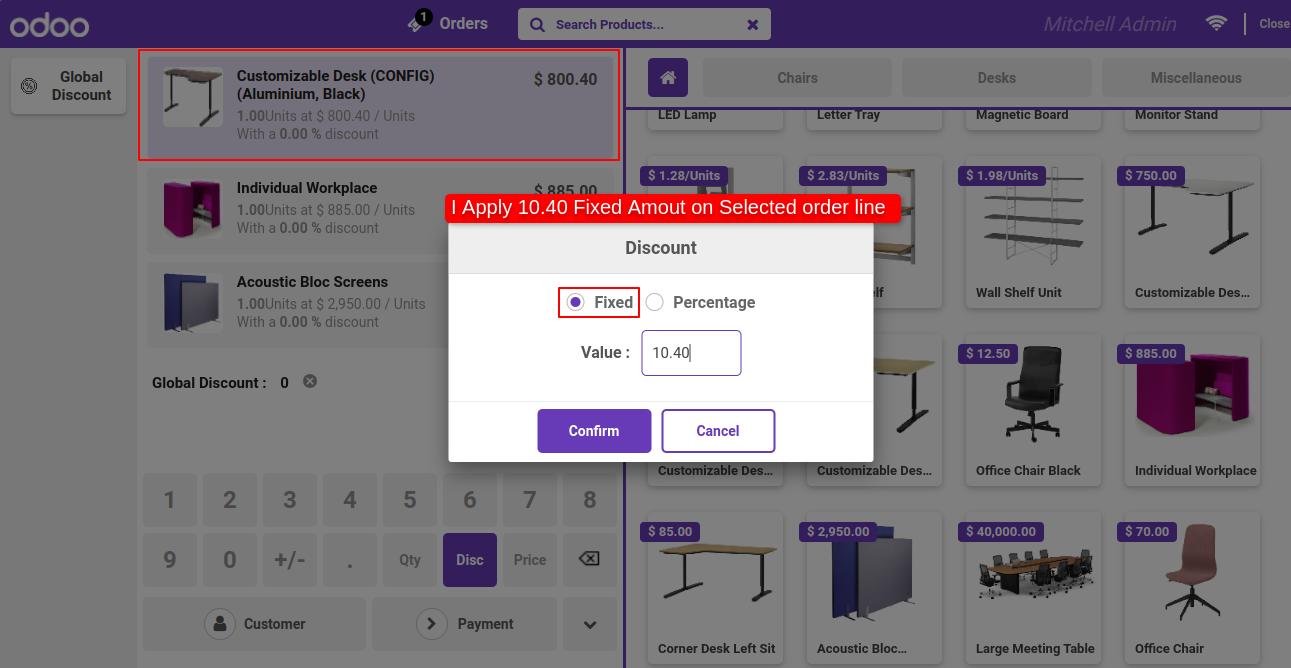 odoo
1
Orders
Search Products...
Mitchell Admin
Close
Global
Discount
Customizable Desk (CONFIG)
(Aluminium, Black)
$ 800.40
1.00Units at $ 800.40 / Units
With a 0.00 % discount
Individual Workplace
$ 885.00
1.00Units at $ 885.00 / Units
With a 0.00 % discount
Acoustic Bloc Screens
1.00Units at $ 2,950.00 / Units
With a 0.00 % discount
Global Discount : 0
1 2 3 4 5 6 7 8
9 0 +/- . Qty Disc Price
Customer
Payment
I Apply 10.40 Fixed Amout on Selected order line
Discount
Fixed
Percentage
Value :
10.40
Confirm
Cancel
Chairs
Desks
Miscellaneous
LED Lamp
Letter Tray
Magnetic Board
Monitor Stand
$ 1.28/Units
$ 2.83/Units
$ 1.98/Units
$ 750.00
Wall Shelf Unit
Customizable Des...
$ 12.50
$ 885.00
Customizable Des...
Customizable Des...
Office Chair Black
Individual Workplace
$ 85.00
$ 2,950.00
$ 40,000.00
$ 70.00
Corner Desk Left Sit
Acoustic Bloc...
Large Meeting Table
Office Chair